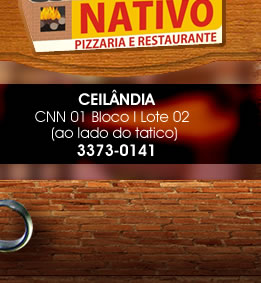 NATIVO
PIZZARIA E RESTAURANTE
CEILÂNDIA
CNN 01 Bloco I Lote 02
(ao lado do tatico)
3373-0141